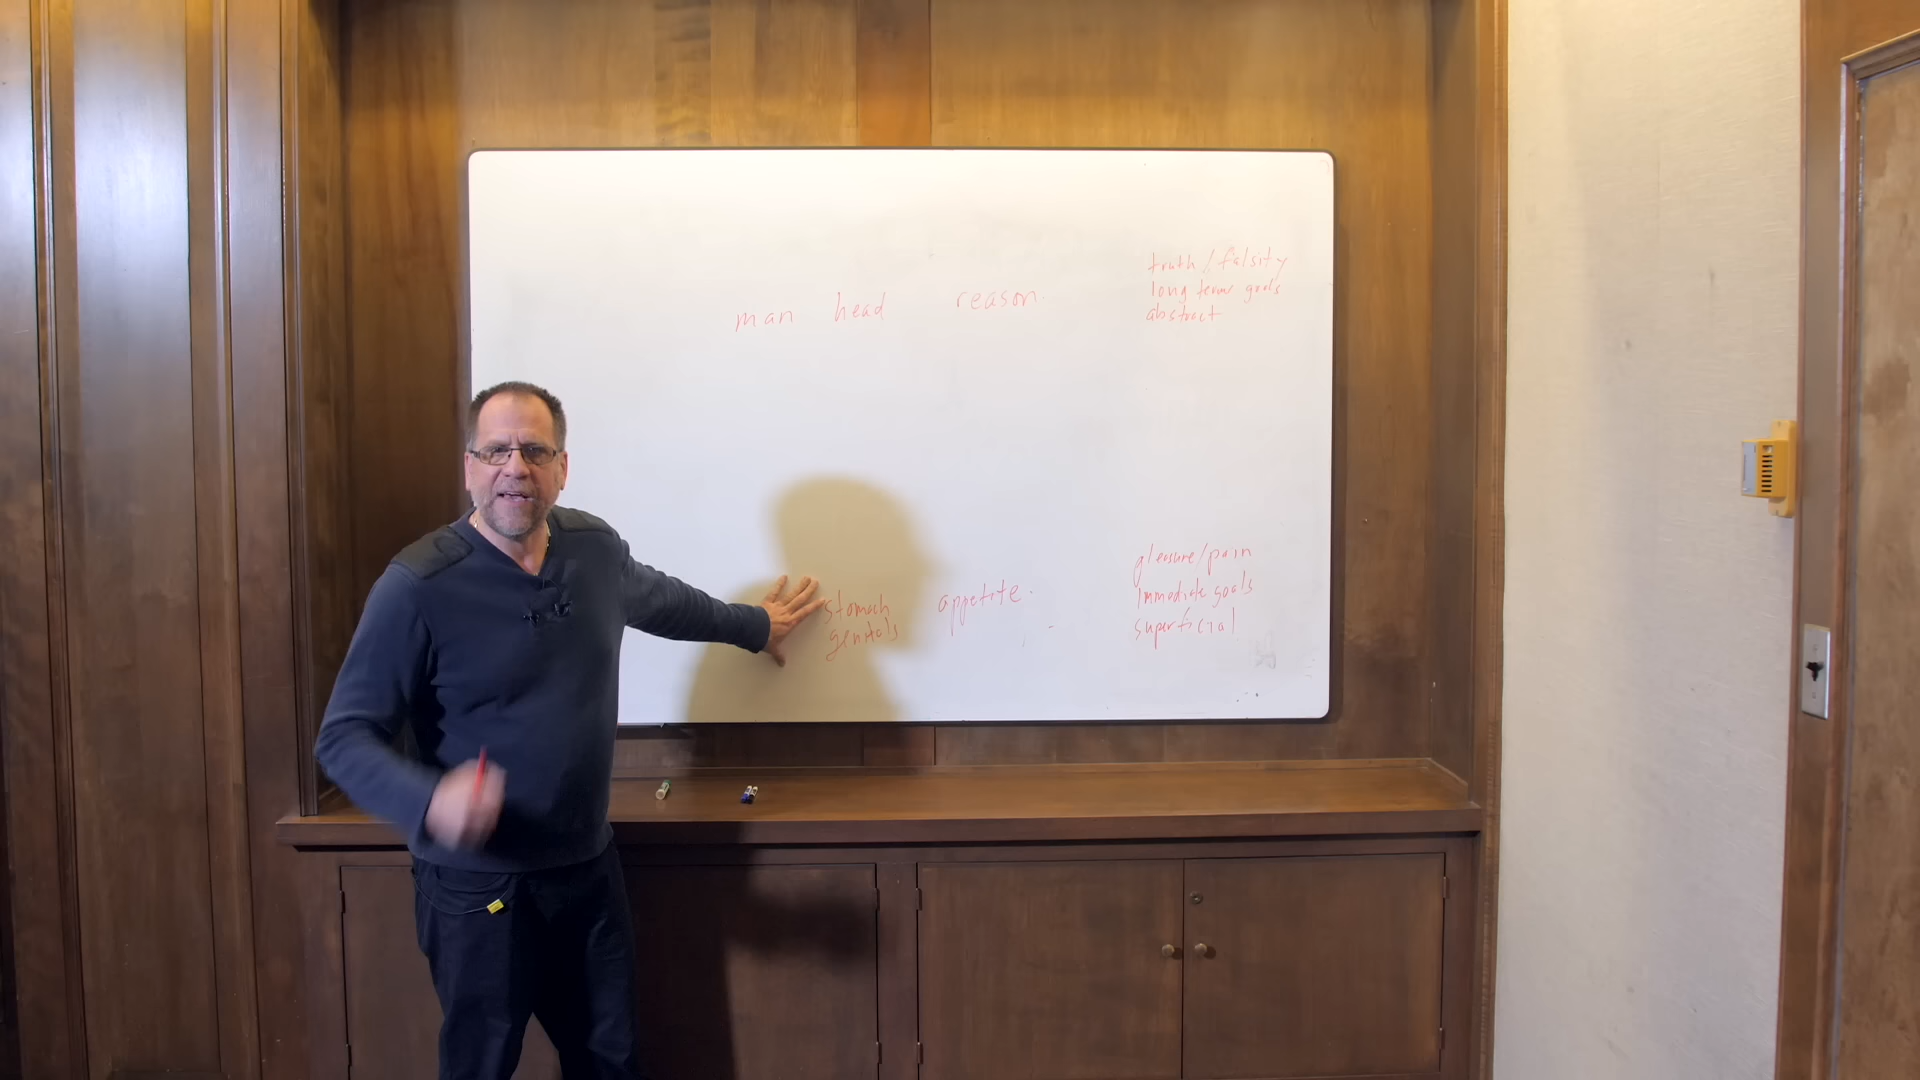 man head reason
truth / falsity
long term goals
abstract
stomach
genitals
appetite.
pleasure/pain
immediate goals
superficial